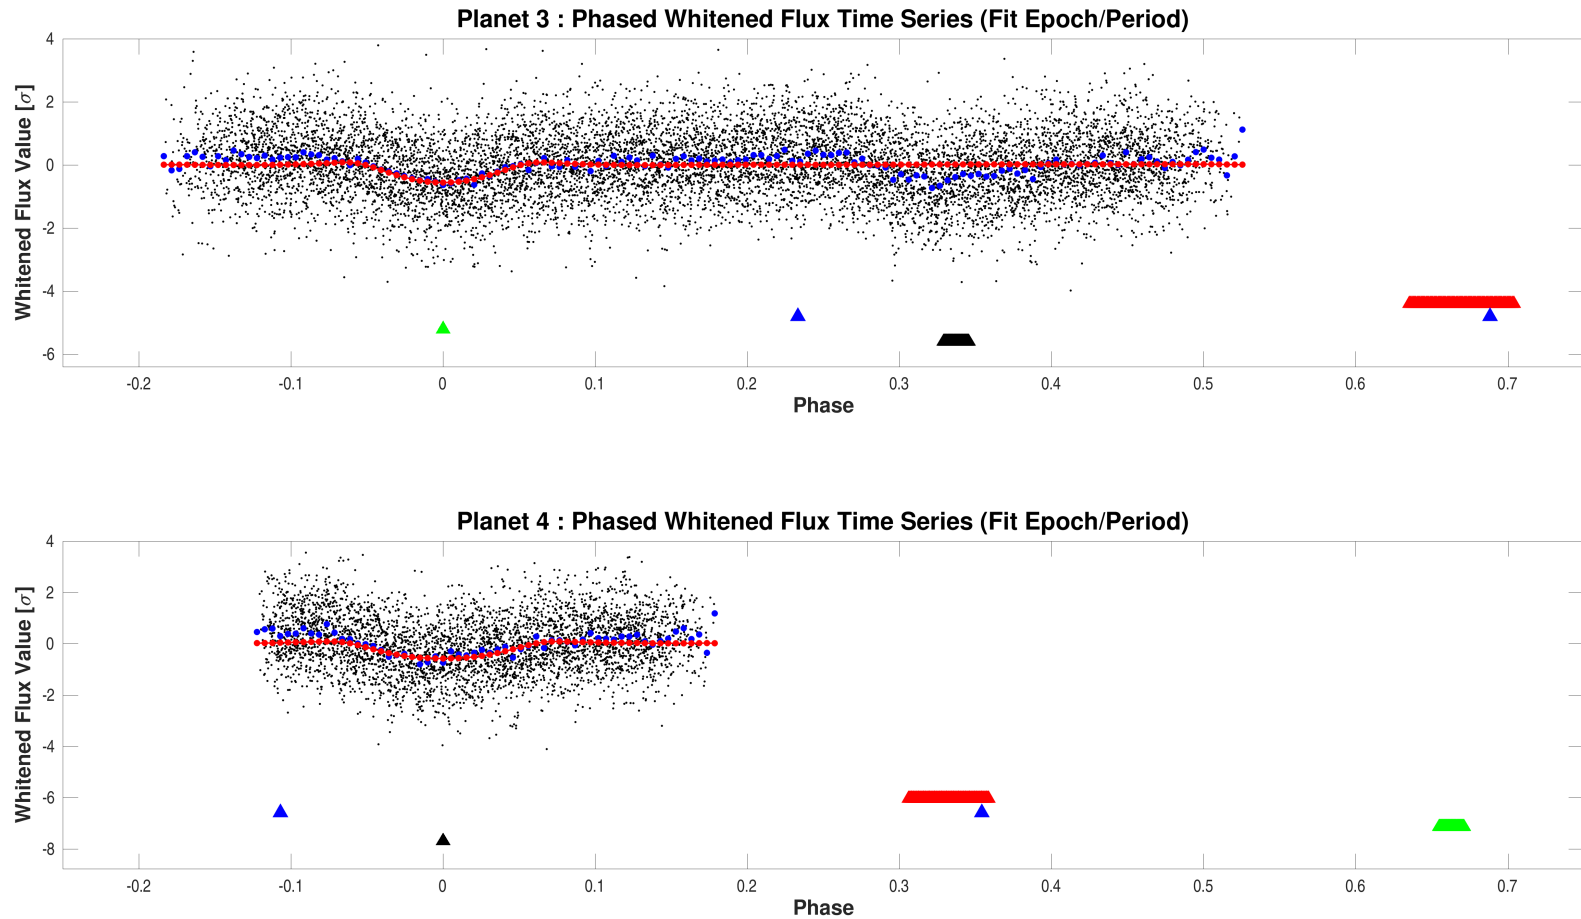 Planet 3 : Phased Whitened Flux Time Series (Fit Epoch/Period)
Whitened Flux Value [σ]
4
2
0
-2
-4
-6
-0.2 -0.1 0 0.1 0.2 0.3 0.4 0.5 0.6 0.7
Phase
Planet 4 : Phased Whitened Flux Time Series (Fit Epoch/Period)
Whitened Flux Value [σ]
4
2
0
-2
-4
-6
-8
-0.2 -0.1 0 0.1 0.2 0.3 0.4 0.5 0.6 0.7
Phase